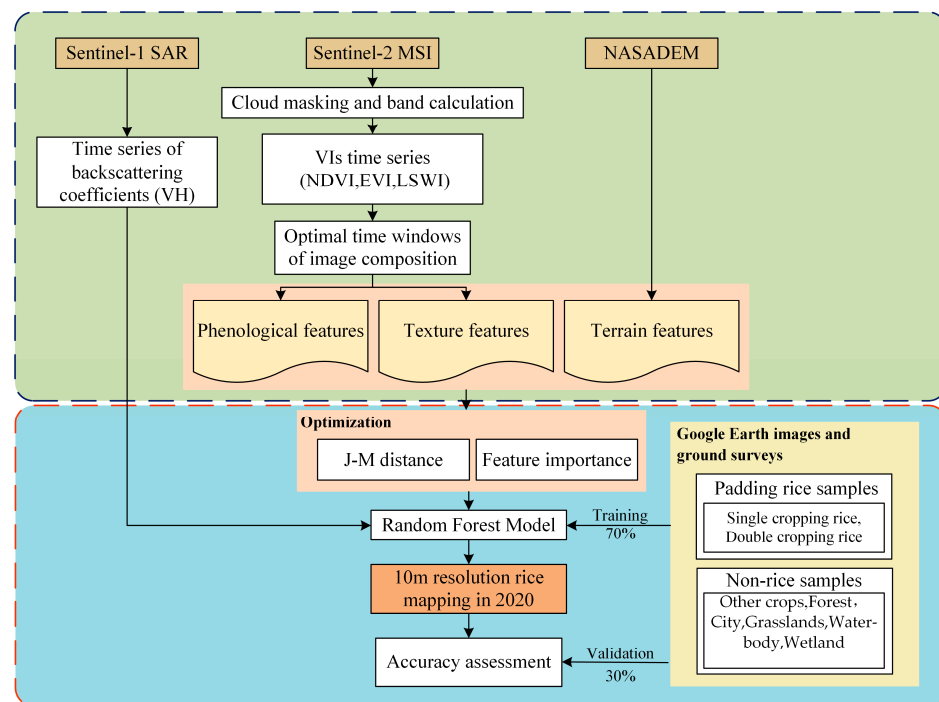 Sentinel-1 SAR
Sentinel-2 MSI
NASADEM
Cloud masking and band calculation
Time series of
backscattering
coefficients (VH)
VIs time series
(NDVI,EVI,LSWI)
Optimal time windows
of image composition
Phenological features
Texture features
Terrain features
Optimization
J-M distance
Feature importance
Google Earth images and
ground surveys
Padding rice samples
Single cropping rice,
Double cropping rice
Random Forest Model
Training
70%
10m resolution rice
mapping in 2020
Non-rice samples
Other crops,Forest,
City,Grasslands,Water-
body,Wetland
Accuracy assessment
Validation
30%